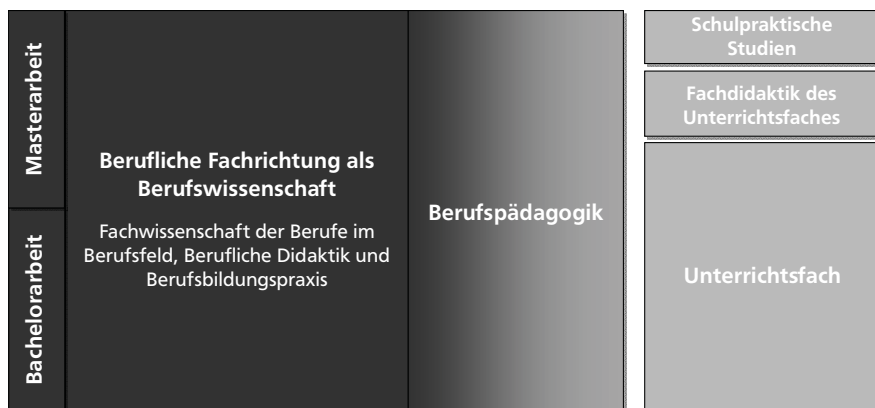 Masterarbeit
Bachelorarbeit
Berufliche Fachrichtung als
Berufswissenschaft
Fachwissenschaft der Berufe im
Berufsfeld, Berufliche Didaktik und
Berufsbildungspraxis
Berufspädagogik
Schulpraktische
Studien
Fachdidaktik des
Unterrichtsfaches
Unterrichtsfach